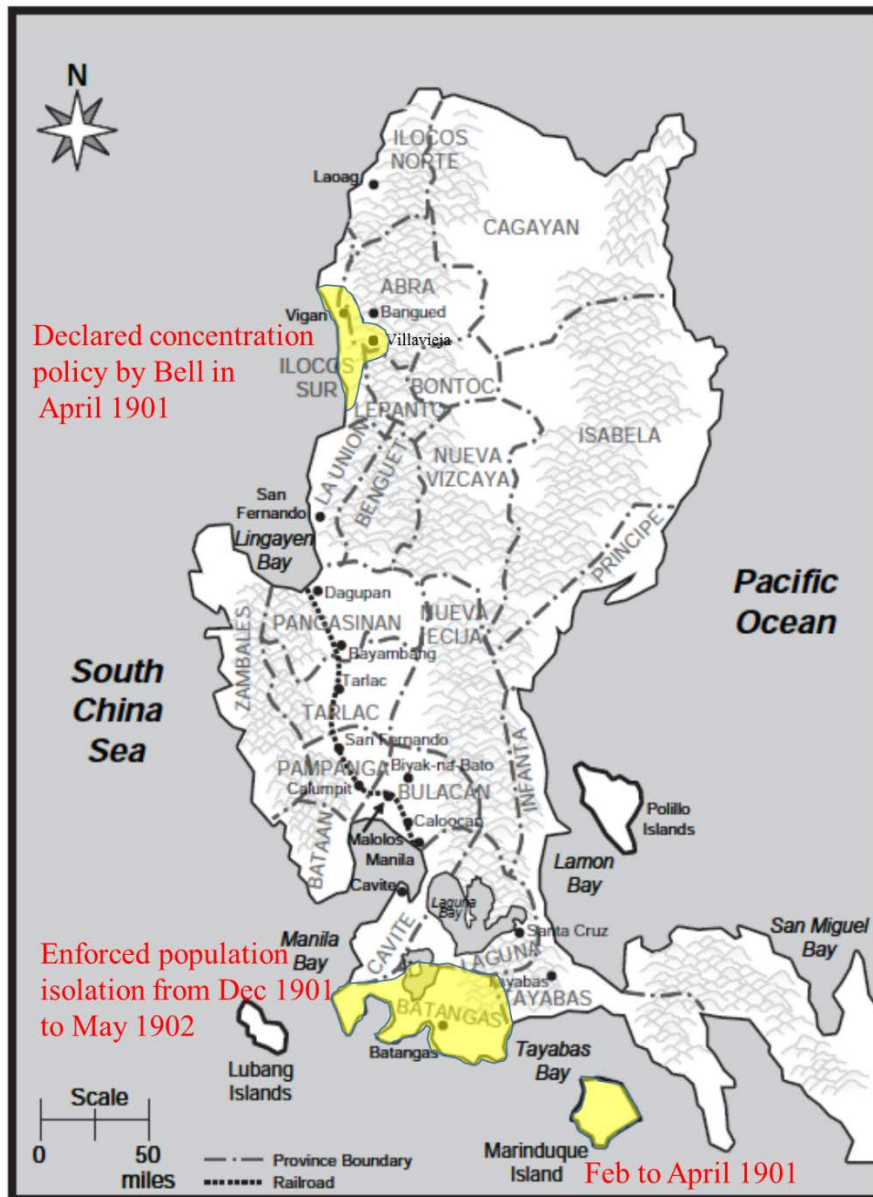 N
ILOCOS
NORTE
Laoag
CAGAYAN
ABRA
Vigan
Bangued
Declared concentration
policy by Bell in
April 1901
Villavieja
ILOCOS
SUR
BONTOC
LEPANTO
ISABELA
LA UNION
BENGUET
NUEVA
VIZCAYA
San
Fernando
Lingayen
Bay
PRINCIPE
Pacific
Ocean
Dagupan
ZAMBALES
PANGASINAN
NUEVA
ECIJA
Bayambang
South
China
Sea
Tarlac
TARLAC
San Fernando
PAMPANGA
Biyak-na-Bato
INFANTA
Calumpit
BULACAN
Polillo
Islands
Caloocan
BATAAN
Malolos
Manila
Lamon
Bay
Cavite
Laguna
Bay
Santa Cruz
San Miguel
Bay
Manila
Bay
CAVITE
LAGUNA
Enforced population
isolation from Dec 1901
to May 1902
Tayabas
TAYABAS
BATANGAS
Batangas
Lubang
Islands
Tayabas
Bay
Scale
0 50
miles
Province Boundary
Railroad
Marinduque
Island
Feb to April 1901